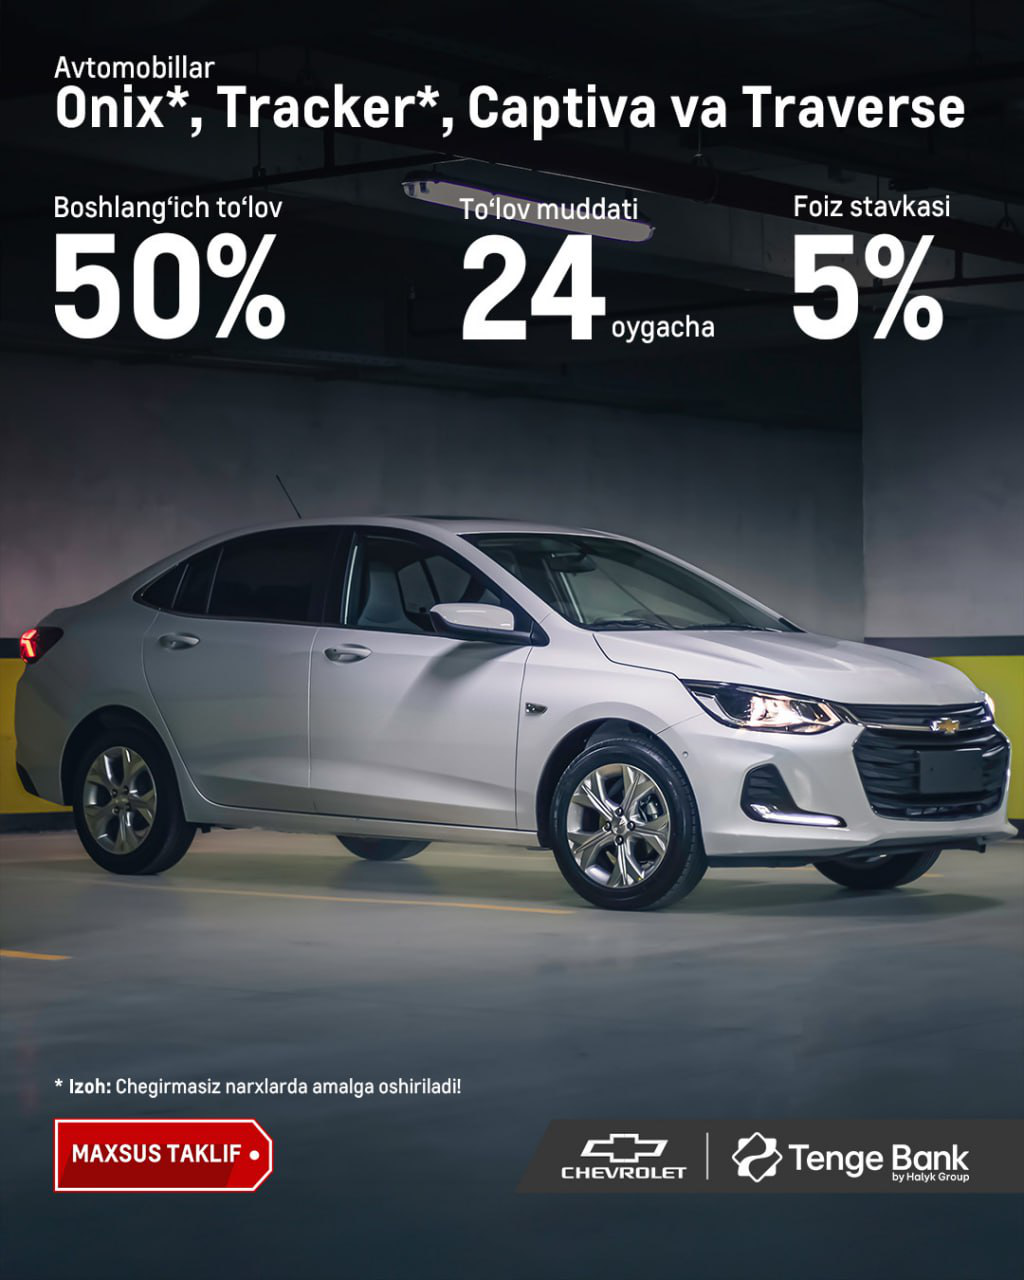 Avtomobillar
Onix*, Tracker*, Captiva va Traverse
Boshlang‘ich to‘lov
50%
To‘lov muddati
24 oygacha
Foiz stavkasi
5%
* Izoh: Chegirmasiz narxlarda amalga oshiriladi!
MAXSUS TAKLIF
CHEVROLET
Tenge Bank
by Halyk Group